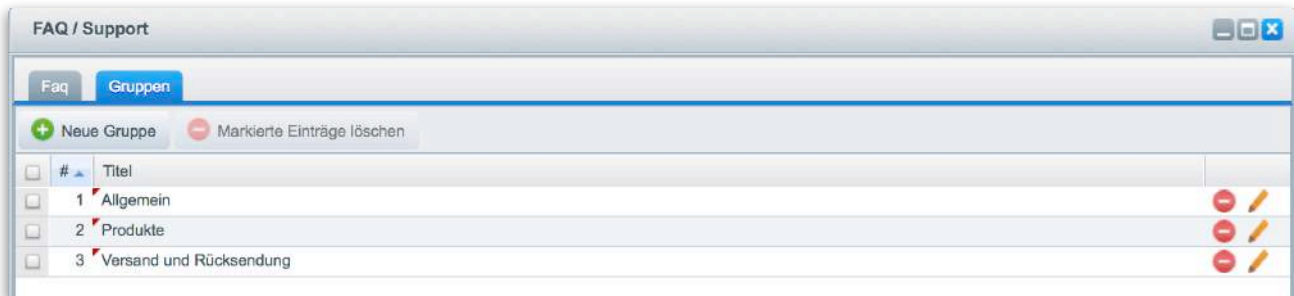 FAQ / Support
Faq Gruppen
Neue Gruppe Markierte Einträge löschen
# Titel
1 Allgemein
2 Produkte
3 Versand und Rücksendung